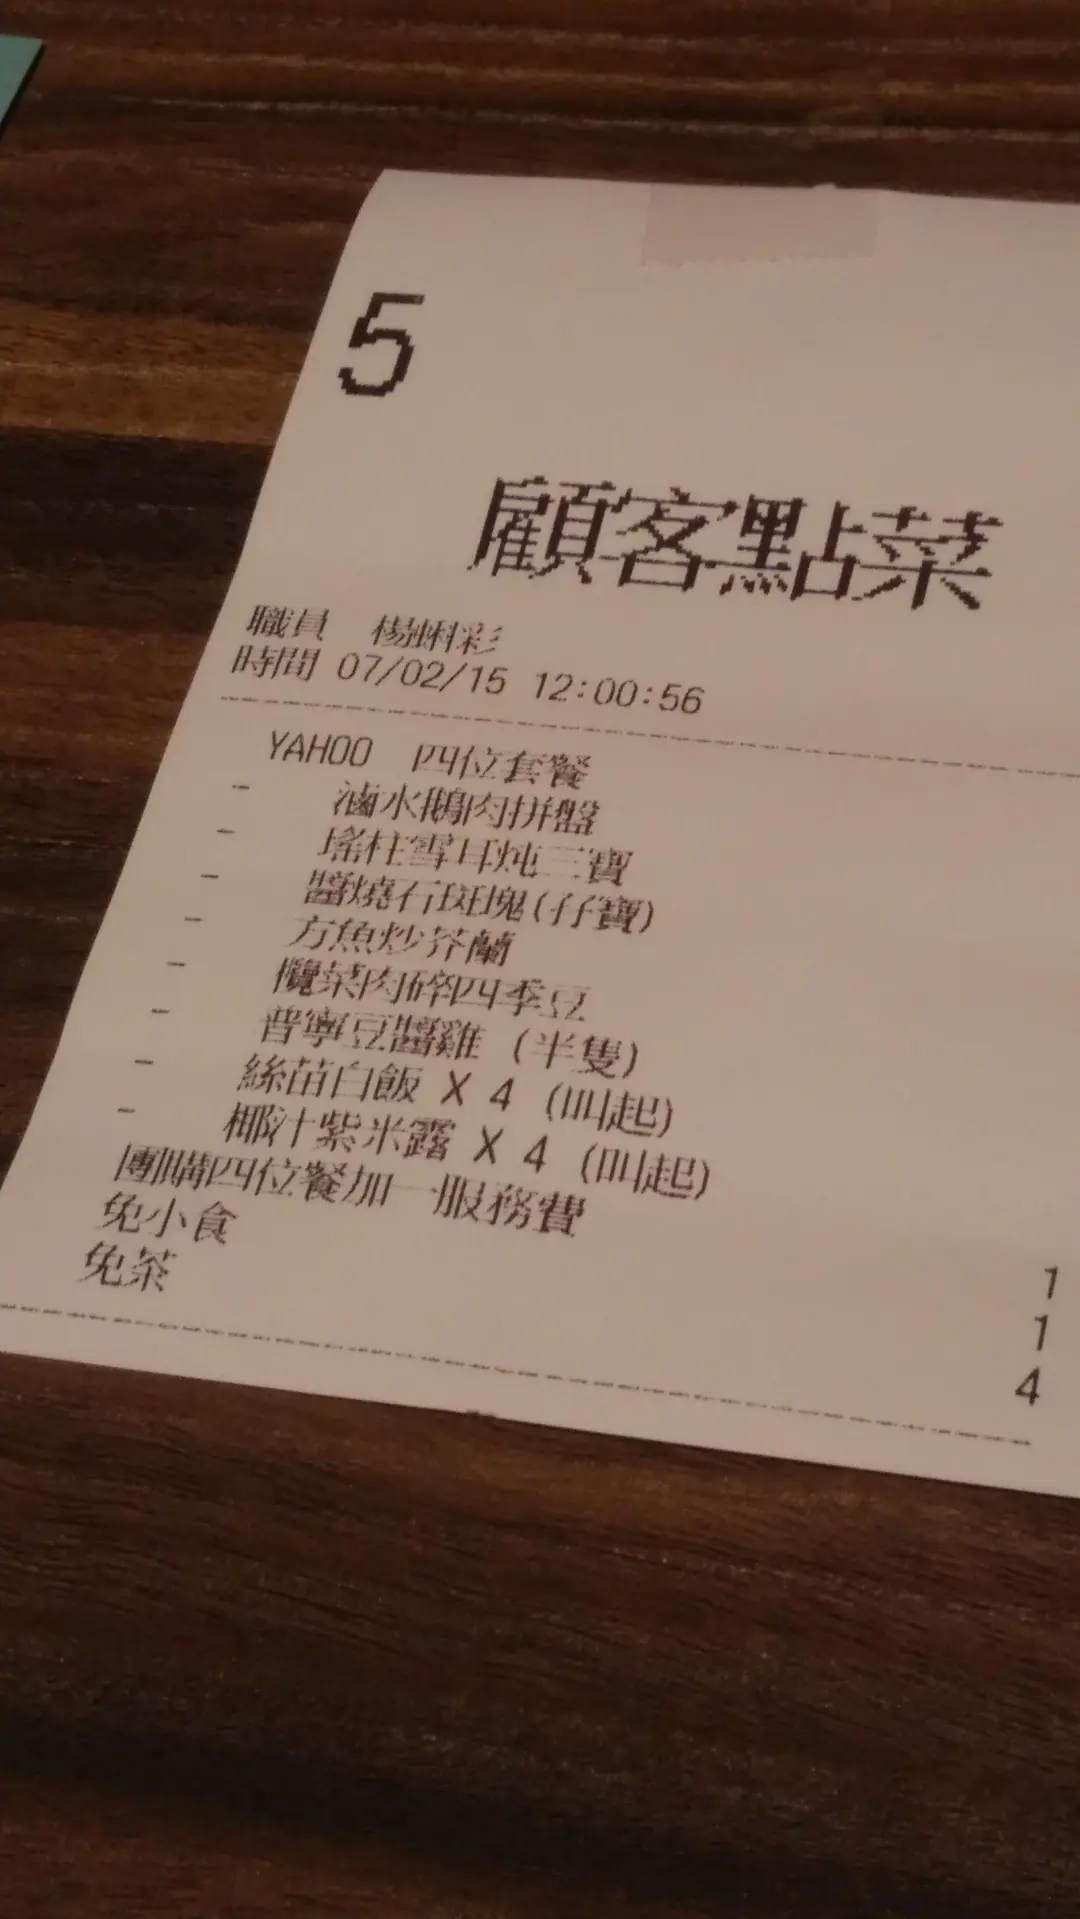 5
顧客點菜
職員 楊蝌彩
時間 07/02/15 12:00:56
YAHOO 四位套餐
- 滷水鵝肉拼盤
- 瑤柱雪耳炖三寶
- 醬燒石斑塊(孖寶)
- 方魚炒芥蘭
- 欖菜肉碎四季豆
- 普寧豆醬雞 (半隻)
- 絲苗白飯 X 4 (叫起)
- 椰汁紫米露 X 4 (叫起)
團購四位餐加一服務費 1
免小食 1
免茶 4